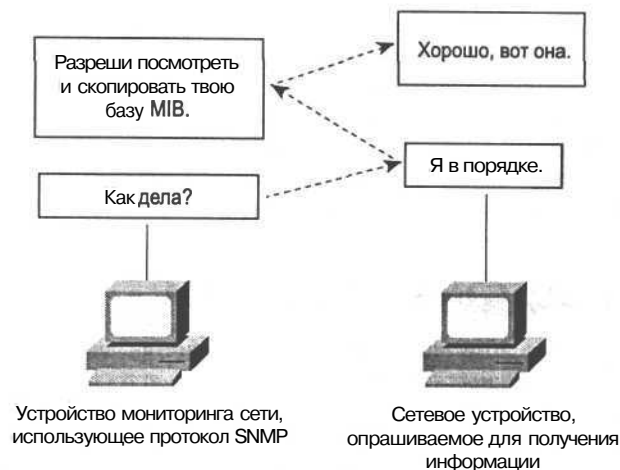 Разреши посмотреть
и скопировать твою
базу MIB.
Хорошо, вот она.
Как дела?
Я в порядке.
Устройство мониторинга сети,
использующее протокол SNMP
Сетевое устройство,
опрашиваемое для получения
информации